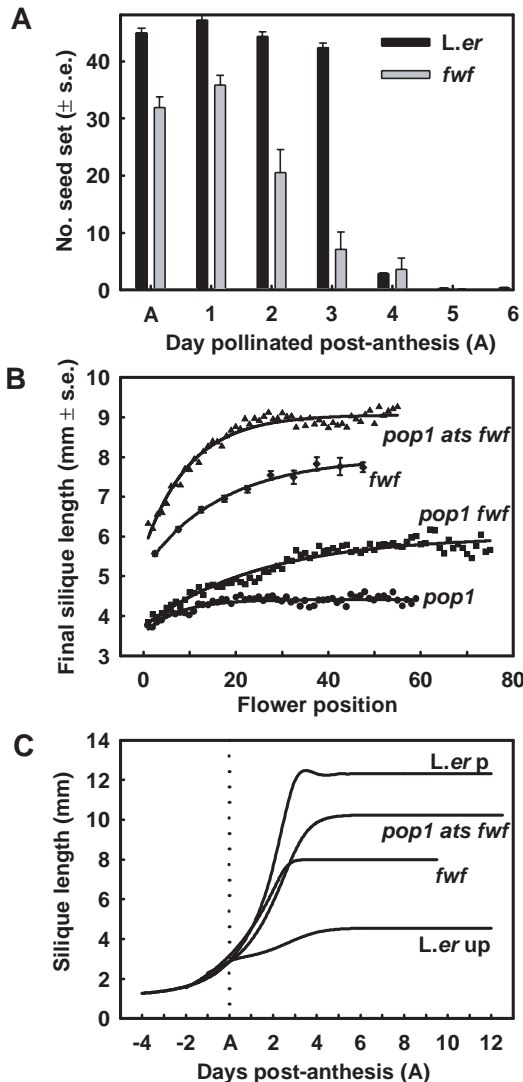 A
No. seed set (± s.e.)
40
30
20
10
0
L.er
fwf
A 1 2 3 4 5 6
Day pollinated post-anthesis (A)
B
Final silique length (mm ± s.e.)
10
9
8
7
6
5
4
3
pop1 ats fwf
fwf
pop1 fwf
pop1
0 20 40 60 80
Flower position
C
Silique length (mm)
14
12
10
8
6
4
2
0
L.er p
pop1 ats fwf
fwf
L.er up
-4 -2 A 2 4 6 8 10 12
Days post-anthesis (A)